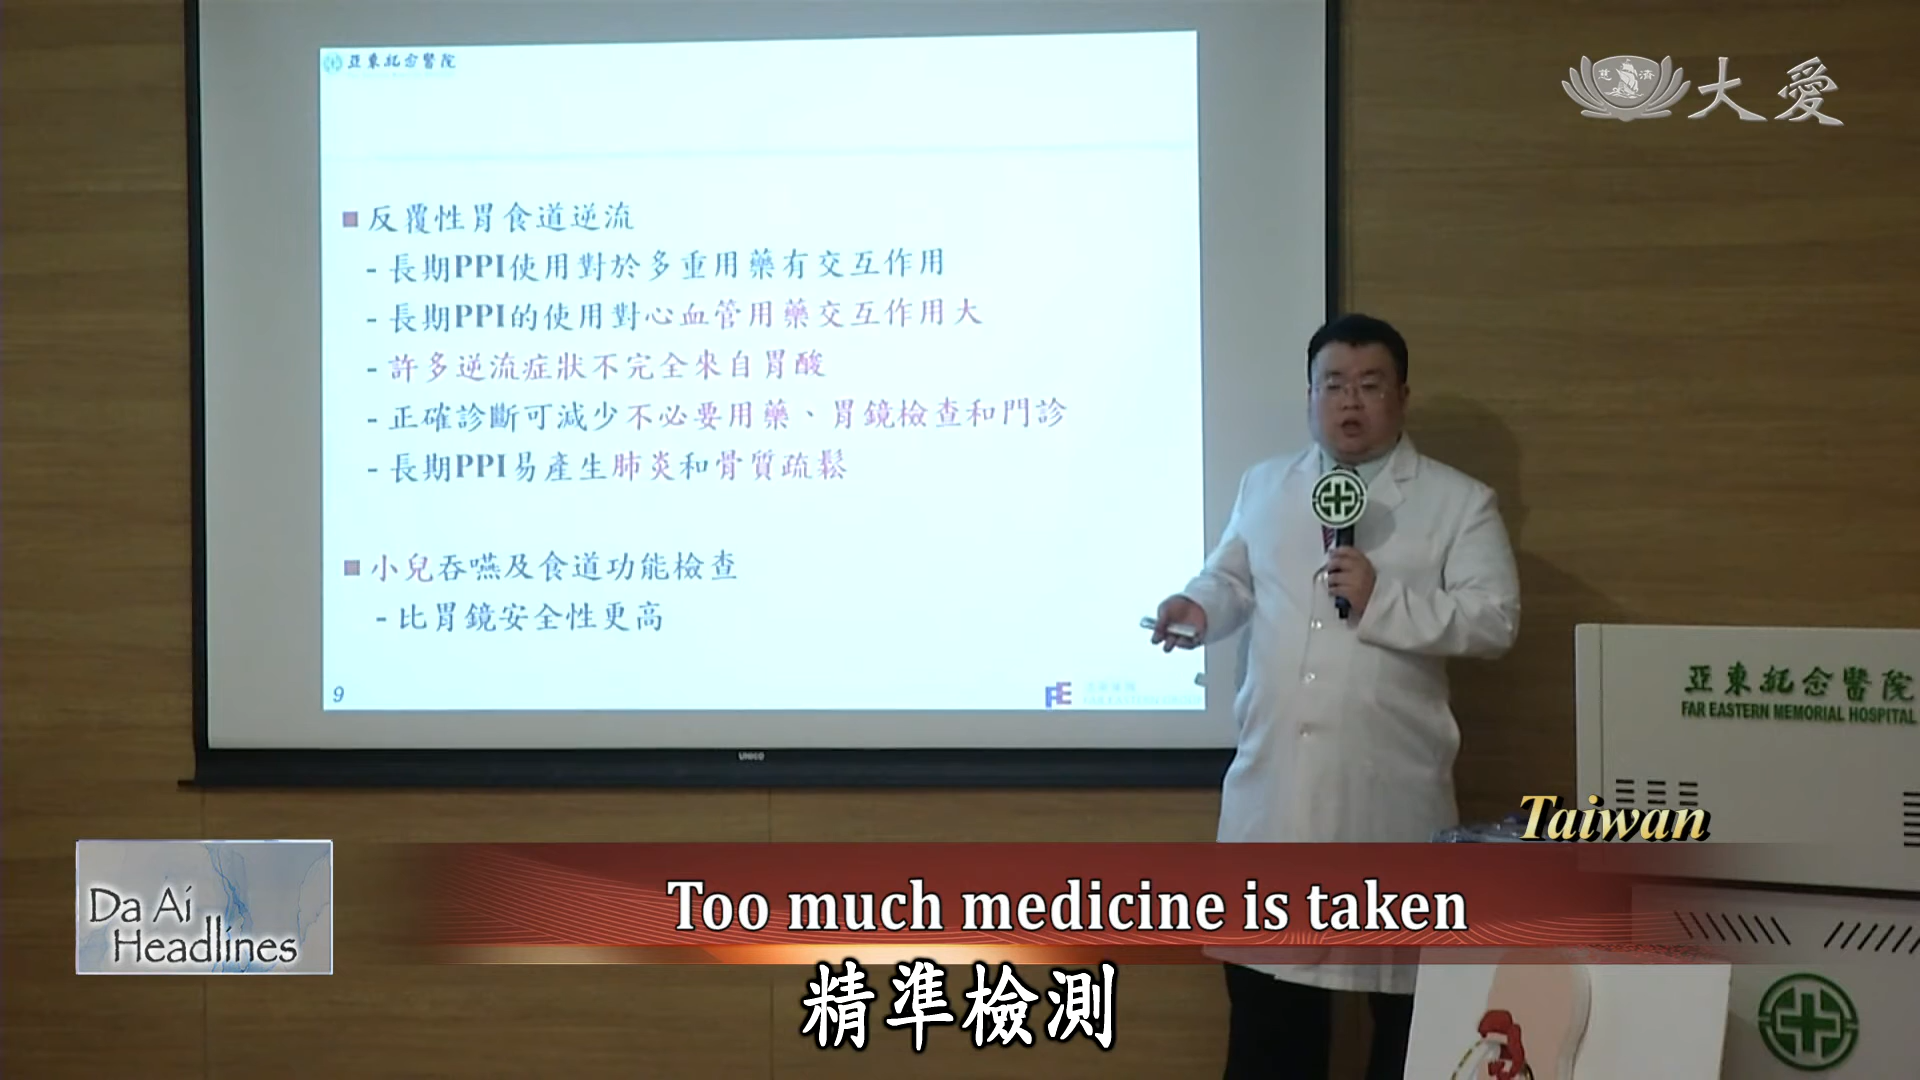 亞東紀念醫院
慈濟
大愛
反覆性胃食道逆流
- 長期PPI使用對於多重用藥有交互作用
- 長期PPI的使用對心血管用藥交互作用大
- 許多逆流症狀不完全來自胃酸
- 正確診斷可減少不必要用藥、胃鏡檢查和門診
- 長期PPI易產生肺炎和骨質疏鬆
小兒吞嚥及食道功能檢查
- 比胃鏡安全性更高
9
FE
亞東紀念醫院
FAR EASTERN MEMORIAL HOSPITAL
Taiwan
Da Ai
Headlines
Too much medicine is taken
精準檢測